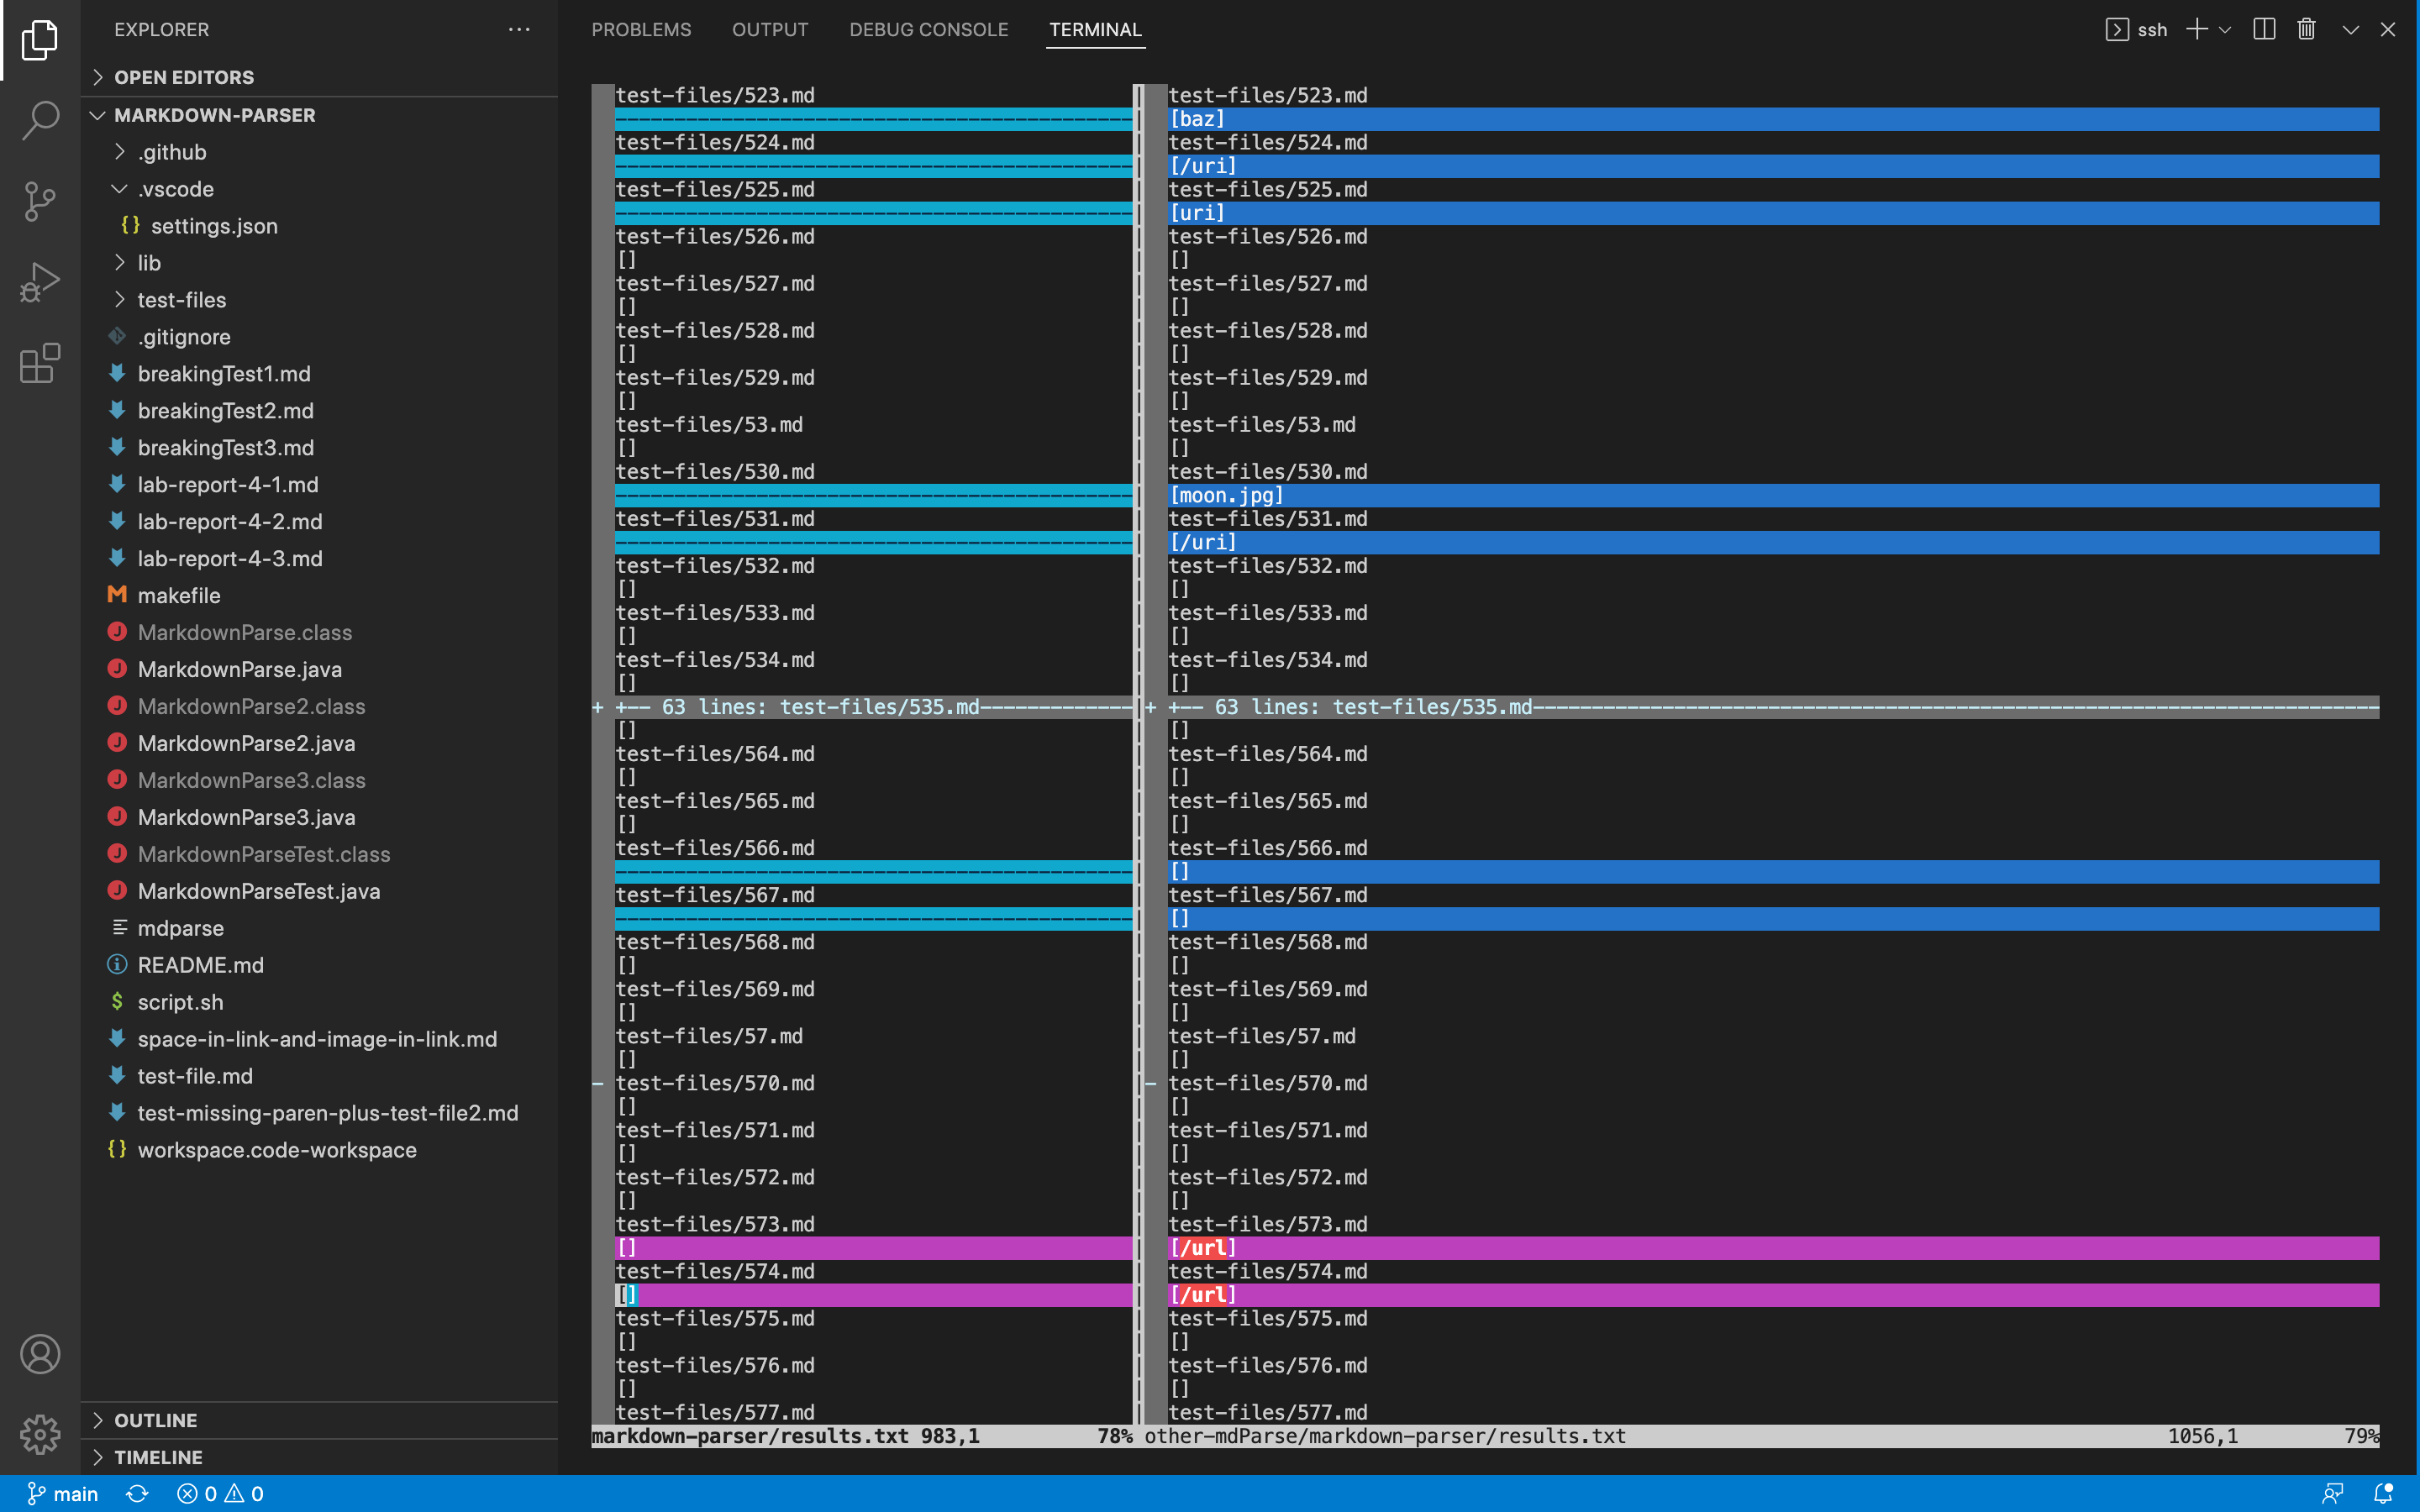 EXPLORER
OPEN EDITORS
MARKDOWN-PARSER
.github
.vscode
{} settings.json
lib
test-files
.gitignore
breakingTest1.md
breakingTest2.md
breakingTest3.md
lab-report-4-1.md
lab-report-4-2.md
lab-report-4-3.md
M makefile
J MarkdownParse.class
J MarkdownParse.java
J MarkdownParse2.class
J MarkdownParse2.java
J MarkdownParse3.class
J MarkdownParse3.java
J MarkdownParseTest.class
J MarkdownParseTest.java
mdparse
README.md
$ script.sh
space-in-link-and-image-in-link.md
test-file.md
test-missing-paren-plus-test-file2.md
{} workspace.code-workspace
OUTLINE
TIMELINE
PROBLEMS OUTPUT DEBUG CONSOLE TERMINAL
ssh
test-files/523.md
test-files/524.md
test-files/525.md
test-files/526.md
[]
test-files/527.md
[]
test-files/528.md
[]
test-files/529.md
[]
test-files/53.md
[]
test-files/530.md
test-files/531.md
test-files/532.md
[]
test-files/533.md
[]
test-files/534.md
[]
+ +-- 63 lines: test-files/535.md
[]
test-files/564.md
[]
test-files/565.md
[]
test-files/566.md
test-files/567.md
test-files/568.md
[]
test-files/569.md
[]
test-files/57.md
[]
- test-files/570.md
[]
test-files/571.md
[]
test-files/572.md
[]
test-files/573.md
[]
test-files/574.md
[]
test-files/575.md
[]
test-files/576.md
[]
test-files/577.md
markdown-parser/results.txt 983,1 78%
test-files/523.md
[baz]
test-files/524.md
[/uri]
test-files/525.md
[uri]
test-files/526.md
[]
test-files/527.md
[]
test-files/528.md
[]
test-files/529.md
[]
test-files/53.md
[]
test-files/530.md
[moon.jpg]
test-files/531.md
[/uri]
test-files/532.md
[]
test-files/533.md
[]
test-files/534.md
[]
+ +-- 63 lines: test-files/535.md
[]
test-files/564.md
[]
test-files/565.md
[]
test-files/566.md
[]
test-files/567.md
[]
test-files/568.md
[]
test-files/569.md
[]
test-files/57.md
[]
- test-files/570.md
[]
test-files/571.md
[]
test-files/572.md
[]
test-files/573.md
[/url]
test-files/574.md
[/url]
test-files/575.md
[]
test-files/576.md
[]
test-files/577.md
other-mdParse/markdown-parser/results.txt 1056,1 79%
main 0 0